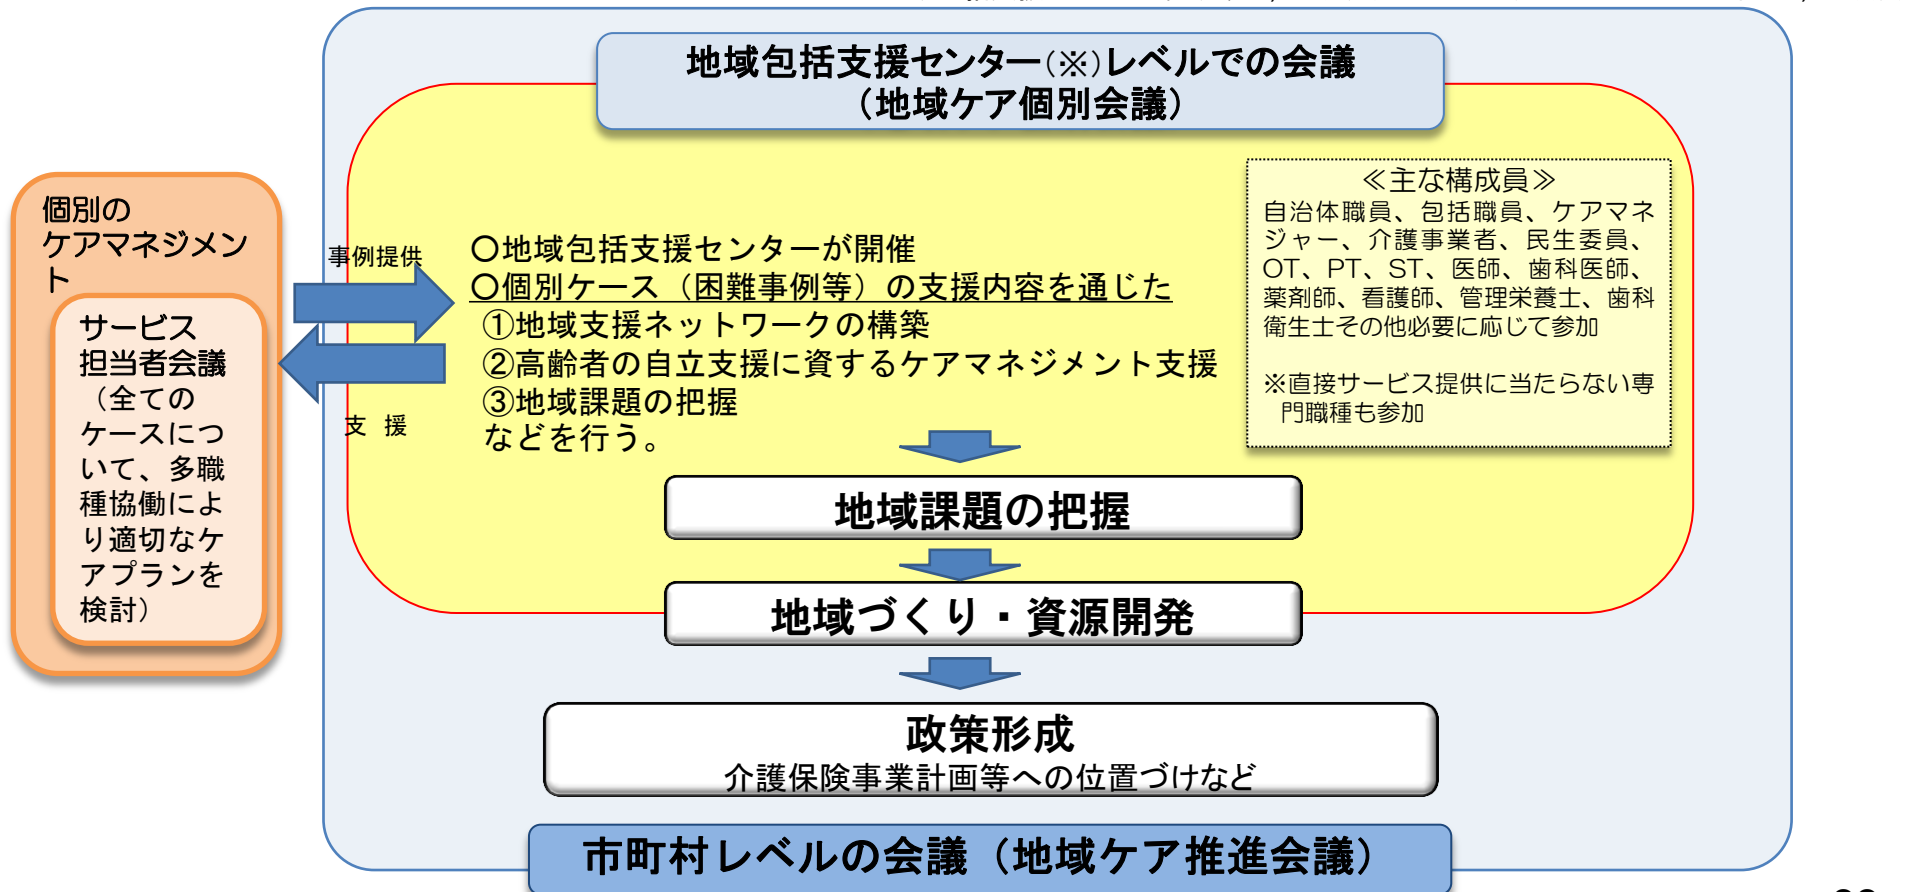 地域包括支援センター(※)レベルでの会議
(地域ケア個別会議)
個別の
ケアマネジメン
ト
サービス
担当者会議
(全ての
ケースにつ
いて、多職
種協働によ
り適切なケ
アプランを
検討)
事例提供
支 援
〇地域包括支援センターが開催
〇個別ケース(困難事例等)の支援内容を通じた
①地域支援ネットワークの構築
②高齢者の自立支援に資するケアマネジメント支援
③地域課題の把握
などを行う。
≪主な構成員≫
自治体職員、包括職員、ケアマネ
ジャー、介護事業者、民生委員、
OT、PT、ST、医師、歯科医師、
薬剤師、看護師、管理栄養士、歯科
衛生士その他必要に応じて参加
※直接サービス提供に当たらない専
門職種も参加
地域課題の把握
地域づくり・資源開発
政策形成
介護保険事業計画等への位置づけなど
市町村レベルの会議(地域ケア推進会議)